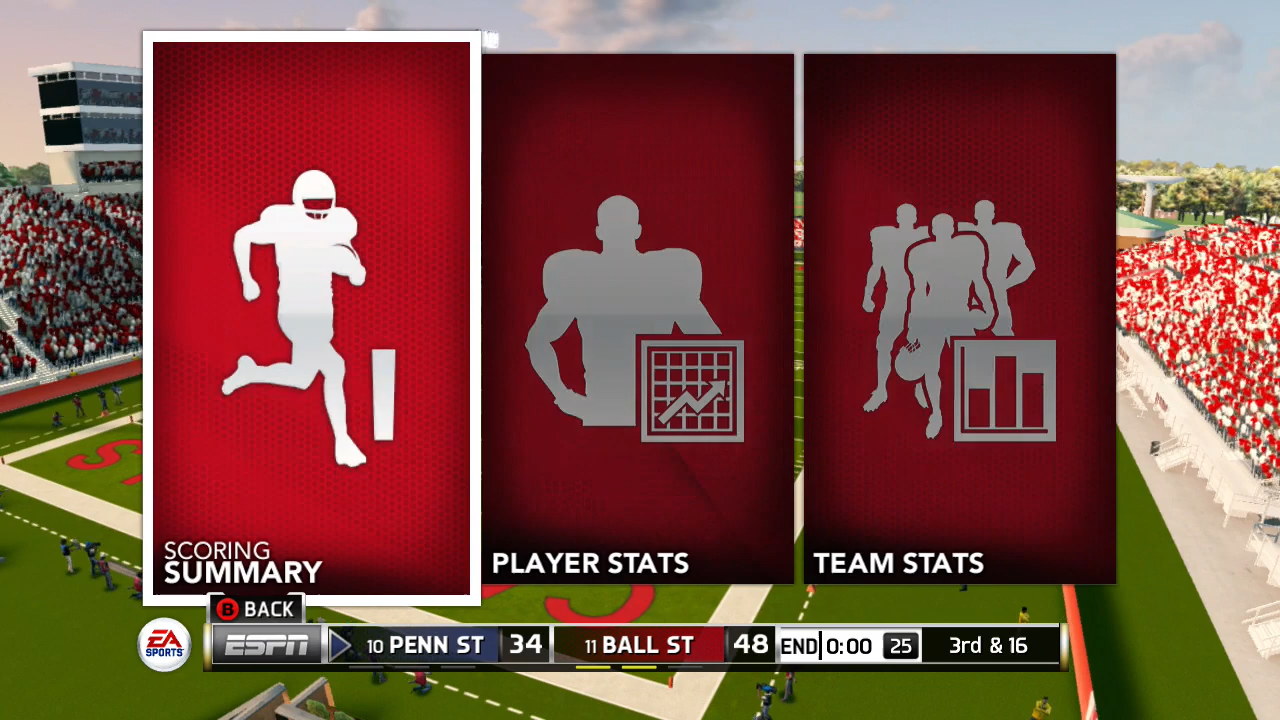 SCORING
SUMMARY
PLAYER STATS
TEAM STATS
B BACK
EA
SPORTS
ESPN
10 PENN ST 34 11 BALL ST 48 END 0:00 25 3rd & 16